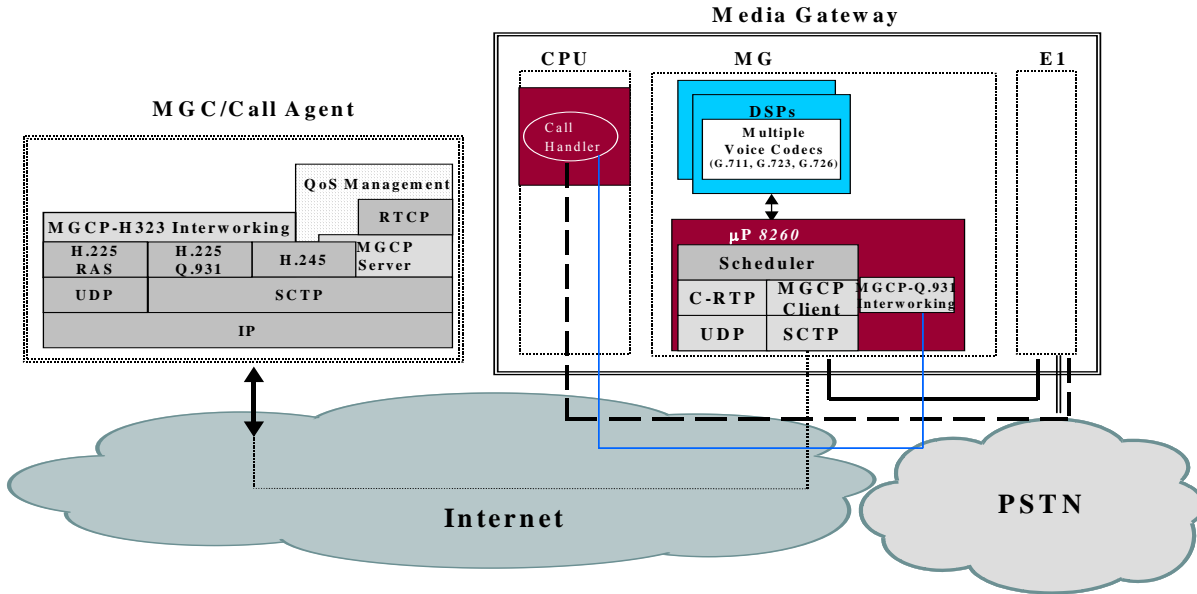 Media Gateway
CPU
MG
E1
MGC/Call Agent
DSPs
Multiple
Voice Codecs
(G.711, G.723, G.726)
Call
Handler
QoS Management
RTCP
MGCP-H323 Interworking
H.225
RAS
H.225
Q.931
H.245
MGCP
Server
UDP
SCTP
IP
µP 8260
Scheduler
C-RTP
MGCP
Client
MGCP-Q.931
Interworking
UDP
SCTP
Internet
PSTN